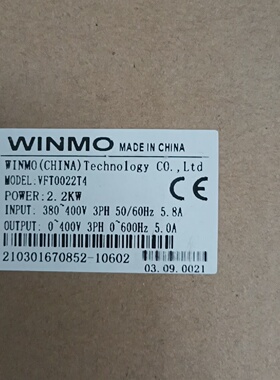 WINMO MADE IN CHINA
WINMO(CHINA)Technology CO.,Ltd
MODEL:VFT0022T4
POWER:2.2KW
INPUT: 380~400V 3PH 50/60Hz 5.8A
OUTPUT: 0~400V 3PH 0~600Hz 5.0A
210301670852-10602
03.09.0021
CE